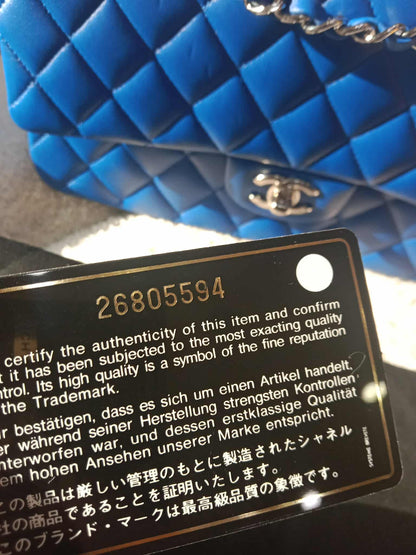 26805594
certify the authenticity of this item and confirm
it has been subjected to the most exacting quality
Its high quality is a symbol of the fine reputation
the Trademark.
bestätigen, dass es sich um einen Artikel handelt,
während seiner Herstellung strengsten Kontrollen
war, und dessen erstklassige Qualität
hohen Ansehen unserer Marke entspricht.
この製品は厳しい管理のもとに製造されたシャネル
社の商品であることを証明いたします。
このブランド・マークは最高級品質の象徴です。